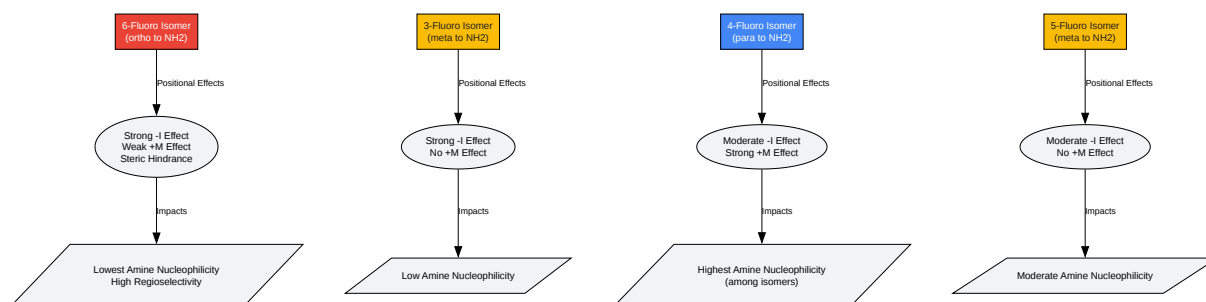 6-Fluoro Isomer
(ortho to NH2)
3-Fluoro Isomer
(meta to NH2)
4-Fluoro Isomer
(para to NH2)
5-Fluoro Isomer
(meta to NH2)
Positional Effects
Positional Effects
Positional Effects
Positional Effects
Strong -I Effect
Weak +M Effect
Steric Hindrance
Strong -I Effect
No +M Effect
Moderate -I Effect
Strong +M Effect
Moderate -I Effect
No +M Effect
Impacts
Impacts
Impacts
Impacts
Lowest Amine Nucleophilicity
High Regioselectivity
Low Amine Nucleophilicity
Highest Amine Nucleophilicity
(among isomers)
Moderate Amine Nucleophilicity